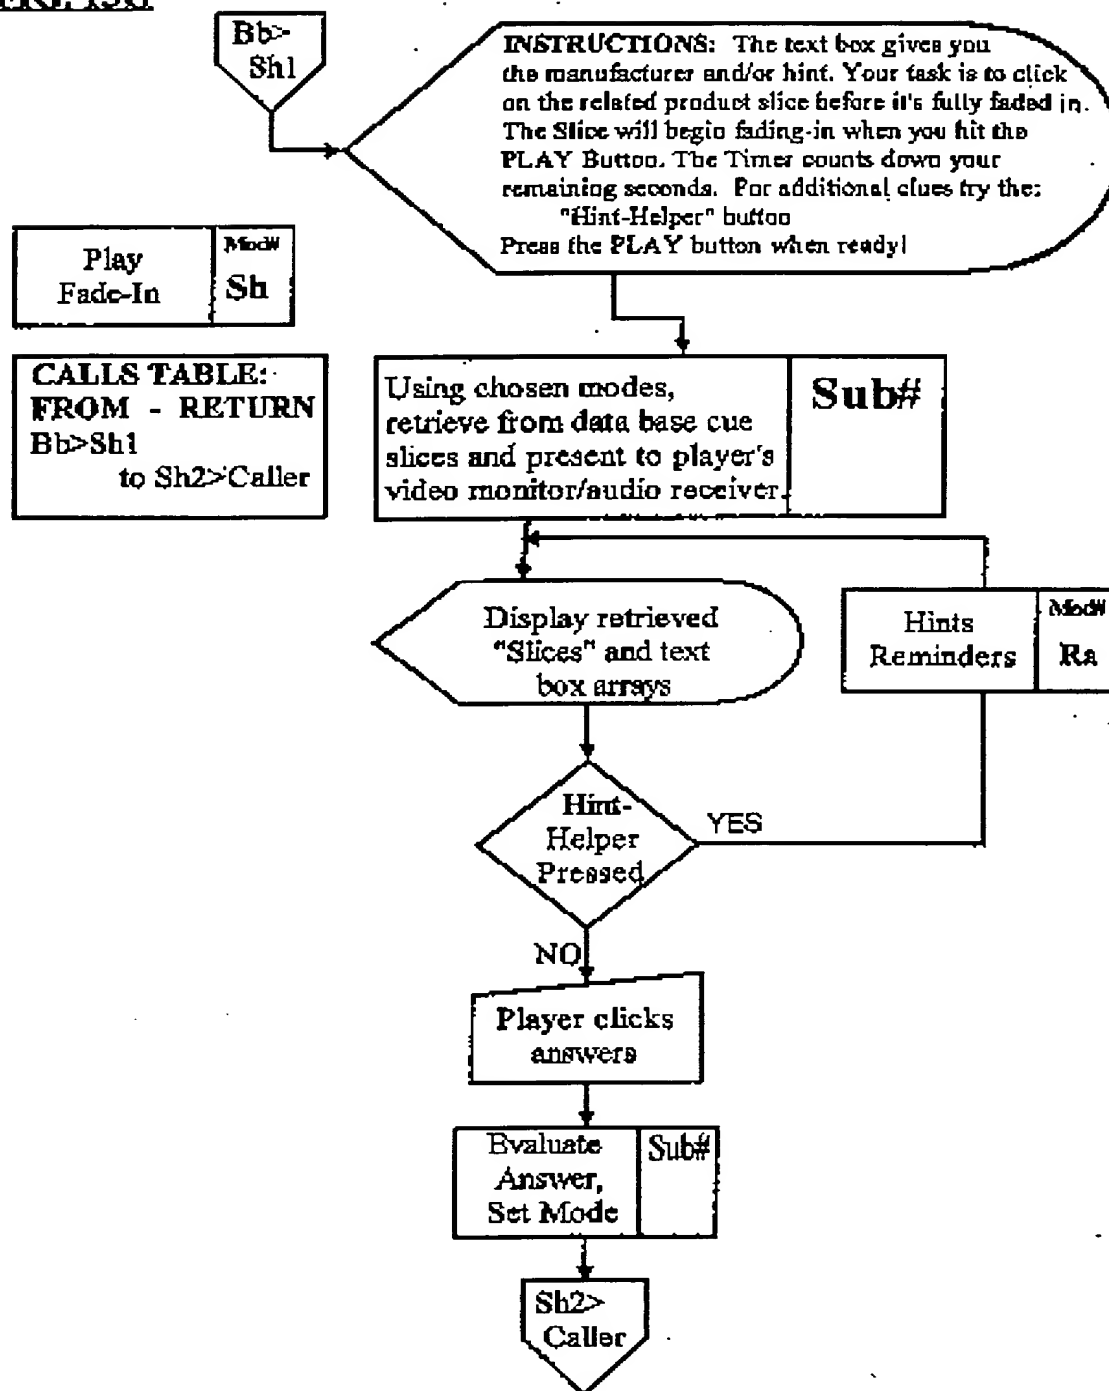 Bb>
Sh1
INSTRUCTIONS: The text box gives you
the manufacturer and/or hint. Your task is to click
on the related product slice before it's fully faded in.
The Slice will begin fading-in when you hit the
PLAY Button. The Timer counts down your
remaining seconds. For additional clues try the:
"Hint-Helper" button
Press the PLAY button when ready!
Play
Fade-In
Mod#
Sh
CALLS TABLE:
FROM - RETURN
Bb>Sh1
to Sh2>Caller
Using chosen modes,
retrieve from data base cue
slices and present to player's
video monitor/audio receiver.
Sub#
Display retrieved
"Slices" and text
box arrays
Hints
Reminders
Mod#
Ra
Hint-
Helper
Pressed
YES
NO
Player clicks
answers
Evaluate
Answer,
Set Mode
Sub#
Sh2>
Caller